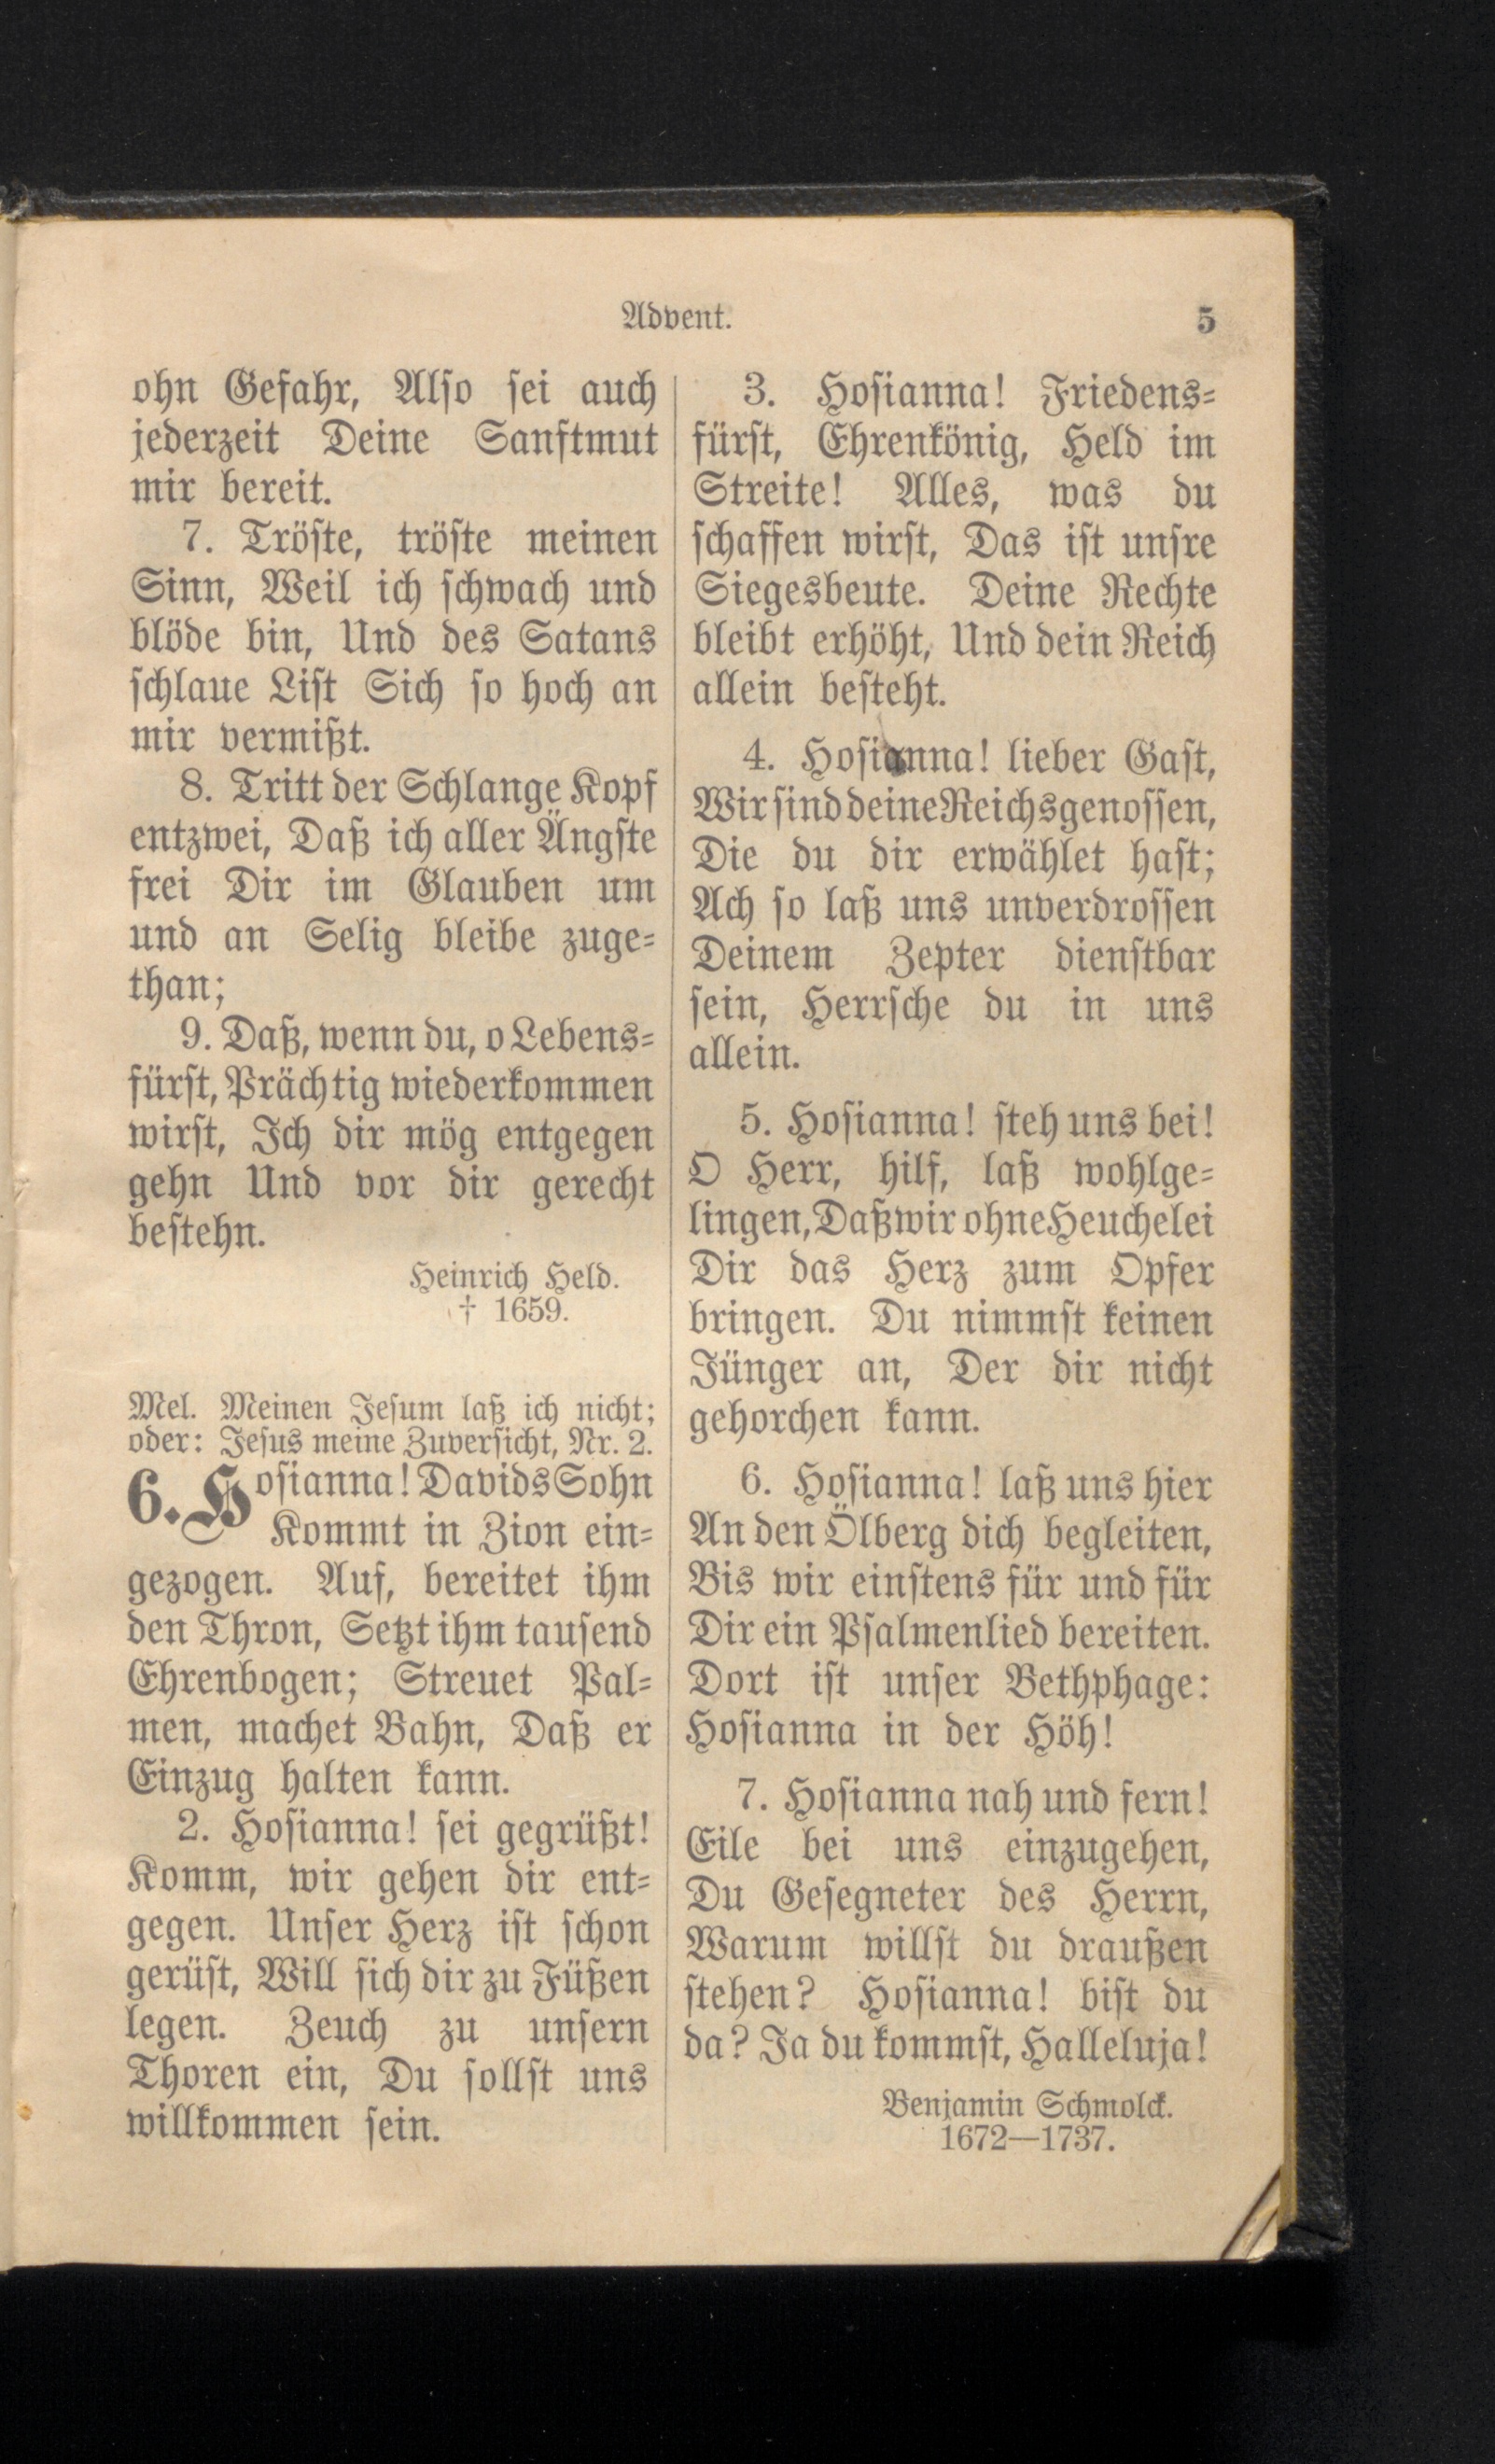 Advent. 5
ohn Gefahr, Also sei auch
jederzeit Deine Sanftmut
mir bereit.
7. Tröste, tröste meinen
Sinn, Weil ich schwach und
blöde bin, Und des Satans
schlaue List Sich so hoch an
mir vermißt.
8. Tritt der Schlange Kopf
entzwei, Daß ich aller Ängste
frei Dir im Glauben um
und an Selig bleibe zuge-
than;
9. Daß, wenn du, o Lebens-
fürst, Prächtig wiederkommen
wirst, Ich dir mög entgegen
gehn Und vor dir gerecht
bestehn.
Heinrich Held.
† 1659.
Mel. Meinen Jesum laß ich nicht;
oder: Jesus meine Zuversicht, Nr. 2.
6. Hosianna! Davids Sohn
Kommt in Zion ein-
gezogen. Auf, bereitet ihm
den Thron, Setzt ihm tausend
Ehrenbogen; Streuet Pal-
men, machet Bahn, Daß er
Einzug halten kann.
2. Hosianna! sei gegrüßt!
Komm, wir gehen dir ent-
gegen. Unser Herz ist schon
gerüst, Will sich dir zu Füßen
legen. Zeuch zu unsern
Thoren ein, Du sollst uns
willkommen sein.
3. Hosianna! Friedens-
fürst, Ehrenkönig, Held im
Streite! Alles, was du
schaffen wirst, Das ist unsre
Siegesbeute. Deine Rechte
bleibt erhöht, Und dein Reich
allein besteht.
4. Hosianna! lieber Gast,
Wir sind deine Reichsgenossen,
Die du dir erwählet hast;
Ach so laß uns unverdrossen
Deinem Zepter dienstbar
sein, Herrsche du in uns
allein.
5. Hosianna! steh uns bei!
O Herr, hilf, laß wohlge-
lingen, Daß wir ohne Heuchelei
Dir das Herz zum Opfer
bringen. Du nimmst keinen
Jünger an, Der dir nicht
gehorchen kann.
6. Hosianna! laß uns hier
An den Ölberg dich begleiten,
Bis wir einstens für und für
Dir ein Psalmenlied bereiten.
Dort ist unser Bethphage:
Hosianna in der Höh!
7. Hosianna nah und fern!
Eile bei uns einzugehen,
Du Gesegneter des Herrn,
Warum willst du draußen
stehen? Hosianna! bist du
da? Ja du kommst, Halleluja!
Benjamin Schmolck.
1672—1737.